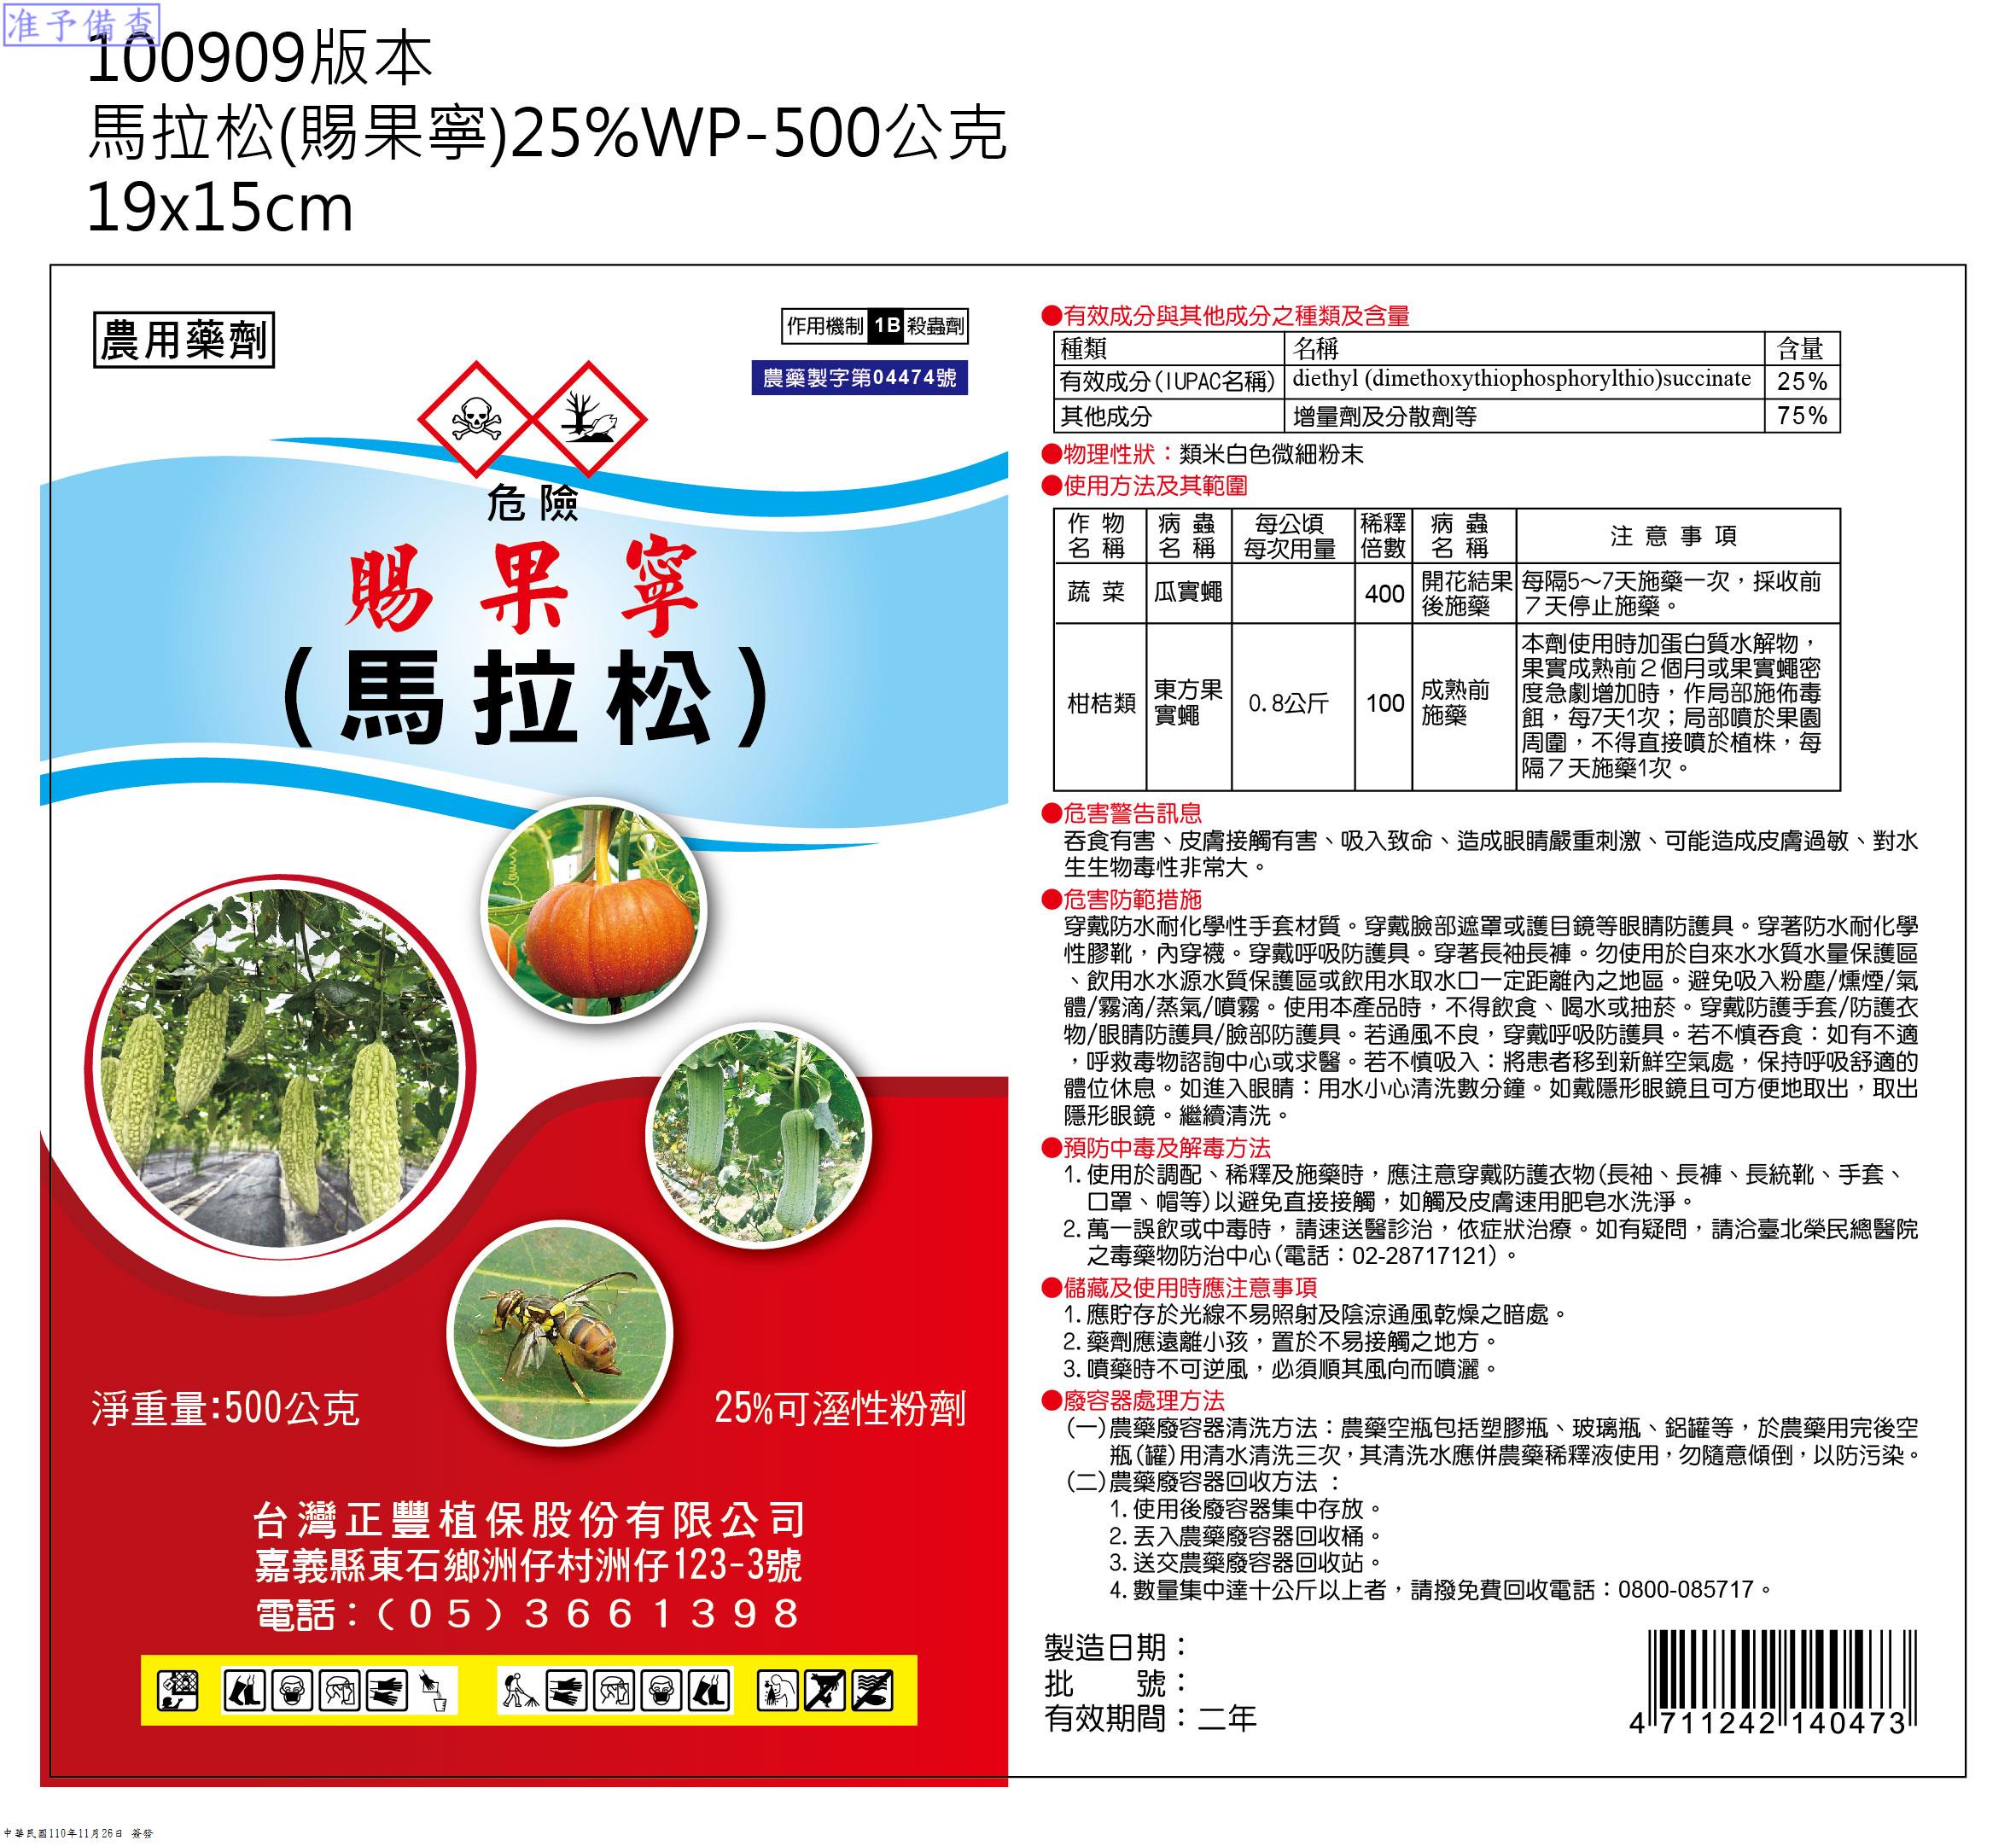 准予備查
100909版本
馬拉松(賜果寧)25%WP-500公克
19x15cm
農用藥劑
作用機制 1B 殺蟲劑
農藥製字第04474號
危險
賜果寧
(馬拉松)
淨重量:500公克
25%可溼性粉劑
台灣正豐植保股份有限公司
嘉義縣東石鄉洲仔村洲仔123-3號
電話：(05)3661398
●有效成分與其他成分之種類及含量
種類 名稱 含量
有效成分(IUPAC名稱) diethyl (dimethoxythiophosphorylthio)succinate 25%
其他成分 增量劑及分散劑等 75%
●物理性狀：類米白色微細粉末
●使用方法及其範圍
作物名稱 病蟲名稱 每公頃每次用量 稀釋倍數 病蟲名稱 注意事項
蔬菜 瓜實蠅 400 開花結果後施藥 每隔5～7天施藥一次，採收前
7天停止施藥。
柑桔類 東方果實蠅 0.8公斤 100 成熟前施藥 本劑使用時加蛋白質水解物，
果實成熟前2個月或果實蠅密
度急劇增加時，作局部施佈毒
餌，每7天1次；局部噴於果園
周圍，不得直接噴於植株，每
隔7天施藥1次。
●危害警告訊息
吞食有害、皮膚接觸有害、吸入致命、造成眼睛嚴重刺激、可能造成皮膚過敏、對水
生生物毒性非常大。
●危害防範措施
穿戴防水耐化學性手套材質。穿戴臉部遮罩或護目鏡等眼睛防護具。穿著防水耐化學
性膠靴，內穿襪。穿戴呼吸防護具。穿著長袖長褲。勿使用於自來水水質水量保護區
、飲用水水源水質保護區或飲用水取水口一定距離內之地區。避免吸入粉塵/燻煙/氣
體/霧滴/蒸氣/噴霧。使用本產品時，不得飲食、喝水或抽菸。穿戴防護手套/防護衣
物/眼睛防護具/臉部防護具。若通風不良，穿戴呼吸防護具。若不慎吞食：如有不適
，呼救毒物諮詢中心或求醫。若不慎吸入：將患者移到新鮮空氣處，保持呼吸舒適的
體位休息。如進入眼睛：用水小心清洗數分鐘。如戴隱形眼鏡且可方便地取出，取出
隱形眼鏡。繼續清洗。
●預防中毒及解毒方法
1.使用於調配、稀釋及施藥時，應注意穿戴防護衣物(長袖、長褲、長統靴、手套、
口罩、帽等)以避免直接接觸，如觸及皮膚速用肥皂水洗淨。
2.萬一誤飲或中毒時，請速送醫診治，依症狀治療。如有疑問，請洽臺北榮民總醫院
之毒藥物防治中心(電話：02-28717121)。
●儲藏及使用時應注意事項
1.應貯存於光線不易照射及陰涼通風乾燥之暗處。
2.藥劑應遠離小孩，置於不易接觸之地方。
3.噴藥時不可逆風，必須順其風向而噴灑。
●廢容器處理方法
(一)農藥廢容器清洗方法：農藥空瓶包括塑膠瓶、玻璃瓶、鋁罐等，於農藥用完後空
瓶(罐)用清水清洗三次，其清洗水應併農藥稀釋液使用，勿隨意傾倒，以防污染。
(二)農藥廢容器回收方法：
1.使用後廢容器集中存放。
2.丟入農藥廢容器回收桶。
3.送交農藥廢容器回收站。
4.數量集中達十公斤以上者，請撥免費回收電話：0800-085717。
製造日期：
批　　號：
有效期間：二年
4 711242 140473
中華民國110年11月26日 簽發